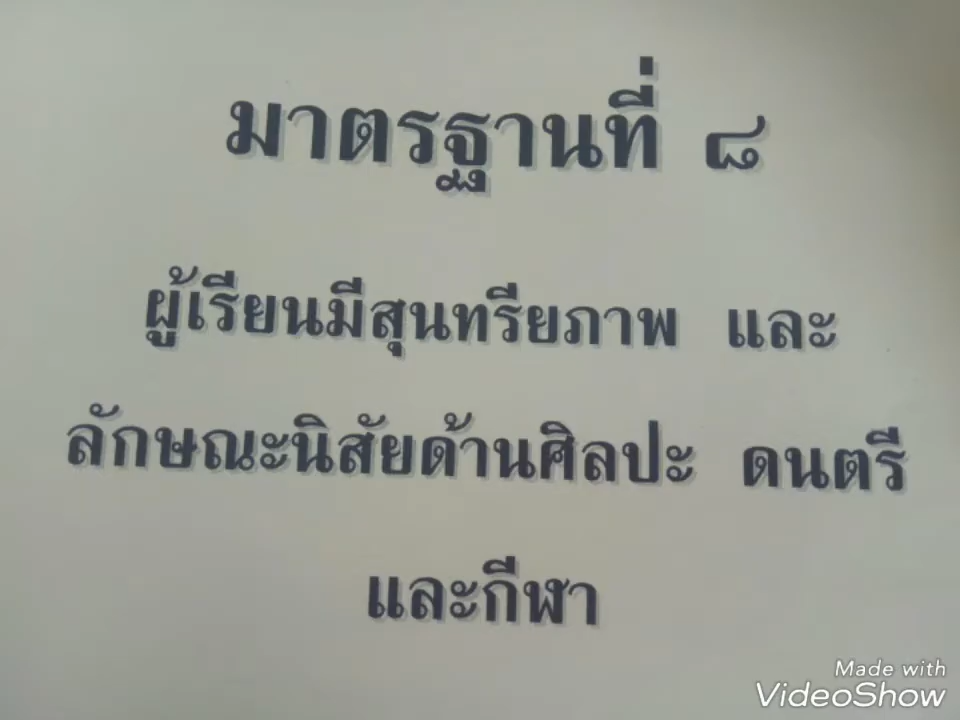 มาตรฐานที่ ๘
ผู้เรียนมีสุนทรียภาพ และ
ลักษณะนิสัยด้านศิลปะ ดนตรี
และกีฬา
Made with
VideoShow